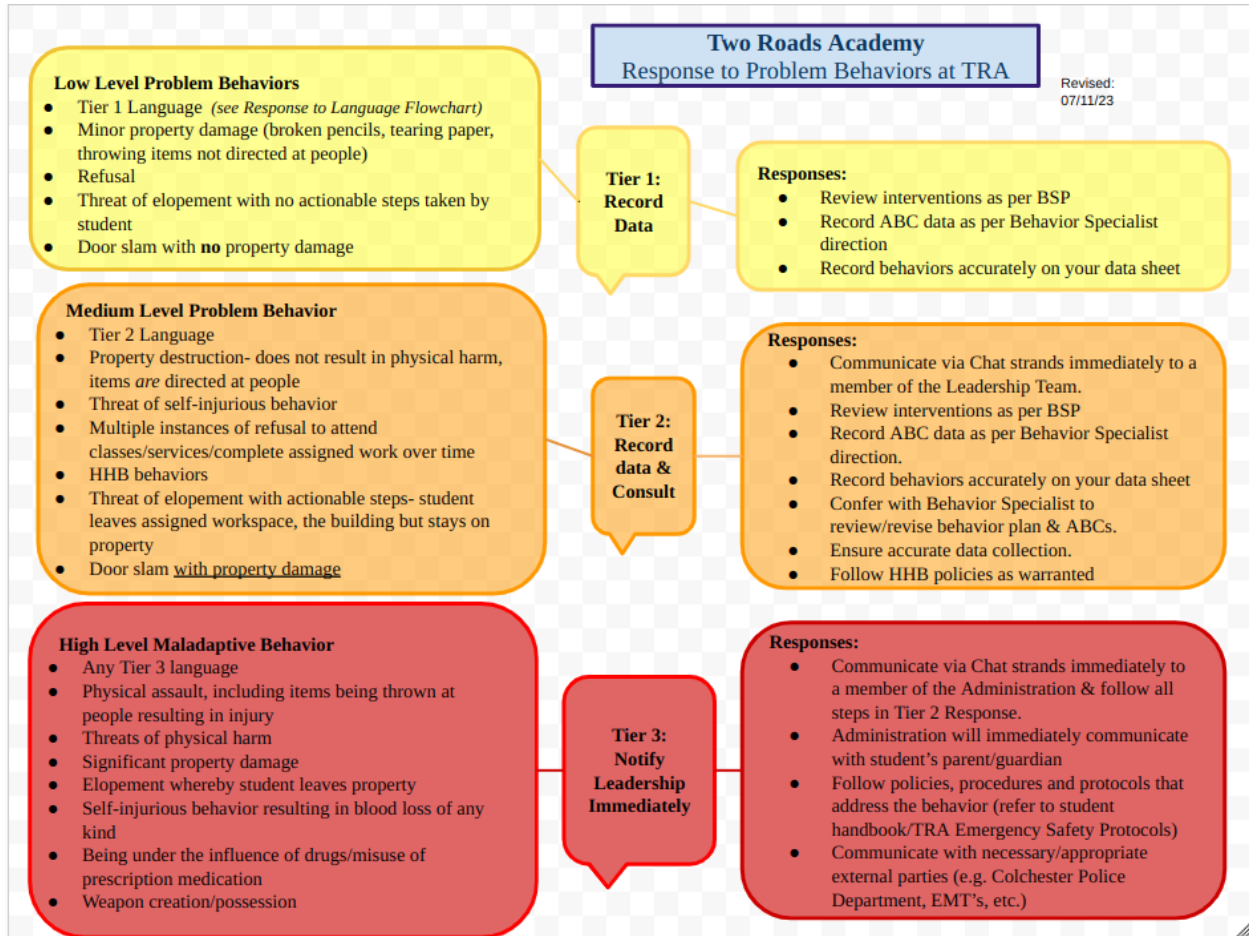 Two Roads Academy
Response to Problem Behaviors at TRA
Revised:
07/11/23
Low Level Problem Behaviors
● Tier 1 Language (see Response to Language Flowchart)
● Minor property damage (broken pencils, tearing paper,
throwing items not directed at people)
● Refusal
● Threat of elopement with no actionable steps taken by
student
● Door slam with no property damage
Tier 1:
Record
Data
Responses:
● Review interventions as per BSP
● Record ABC data as per Behavior Specialist
direction
● Record behaviors accurately on your data sheet
Medium Level Problem Behavior
● Tier 2 Language
● Property destruction- does not result in physical harm,
items are directed at people
● Threat of self-injurious behavior
● Multiple instances of refusal to attend
classes/services/complete assigned work over time
● HHB behaviors
● Threat of elopement with actionable steps- student
leaves assigned workspace, the building but stays on
property
● Door slam with property damage
Tier 2:
Record
data &
Consult
Responses:
● Communicate via Chat strands immediately to a
member of the Leadership Team.
● Review interventions as per BSP
● Record ABC data as per Behavior Specialist
direction.
● Record behaviors accurately on your data sheet
● Confer with Behavior Specialist to
review/revise behavior plan & ABCs.
● Ensure accurate data collection.
● Follow HHB policies as warranted
High Level Maladaptive Behavior
● Any Tier 3 language
● Physical assault, including items being thrown at
people resulting in injury
● Threats of physical harm
● Significant property damage
● Elopement whereby student leaves property
● Self-injurious behavior resulting in blood loss of any
kind
● Being under the influence of drugs/misuse of
prescription medication
● Weapon creation/possession
Tier 3:
Notify
Leadership
Immediately
Responses:
● Communicate via Chat strands immediately to
a member of the Administration & follow all
steps in Tier 2 Response.
● Administration will immediately communicate
with student’s parent/guardian
● Follow policies, procedures and protocols that
address the behavior (refer to student
handbook/TRA Emergency Safety Protocols)
● Communicate with necessary/appropriate
external parties (e.g. Colchester Police
Department, EMT’s, etc.)